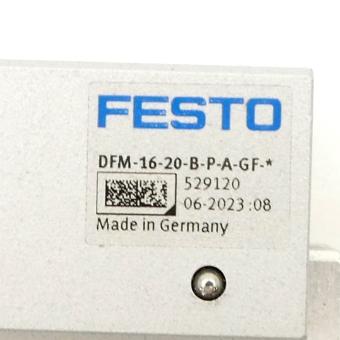 FESTO
DFM-16-20-B-P-A-GF-*
529120
06-2023 :08
Made in Germany